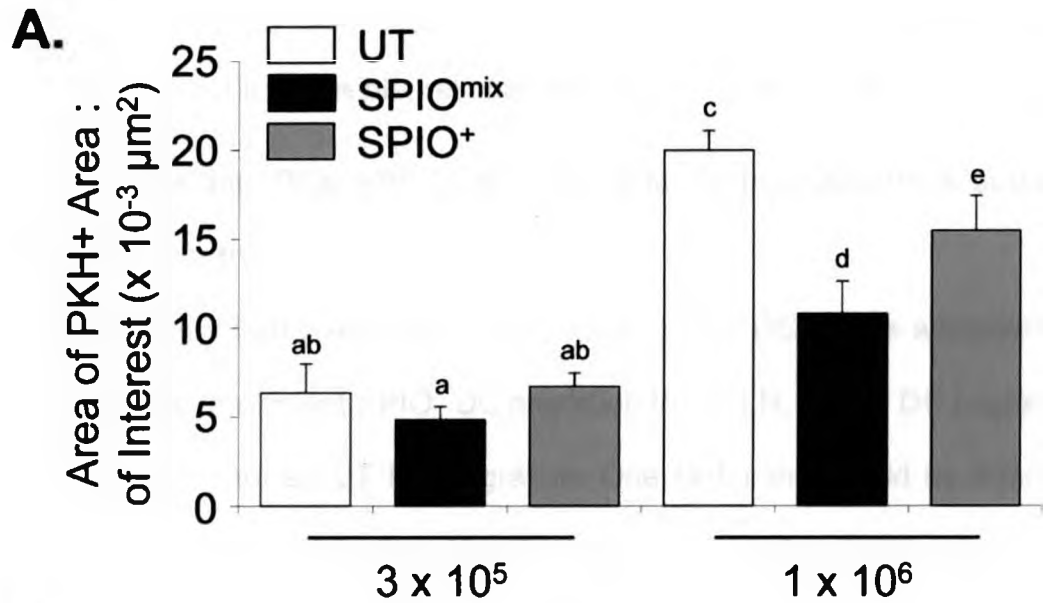 A.
UT
SPIOᵐⁱˣ
SPIO⁺
Area of PKH+ Area :
of Interest (x 10⁻³ µm²)
25
20
15
10
5
0
ab
a
ab
c
d
e
3 x 10⁵
1 x 10⁶